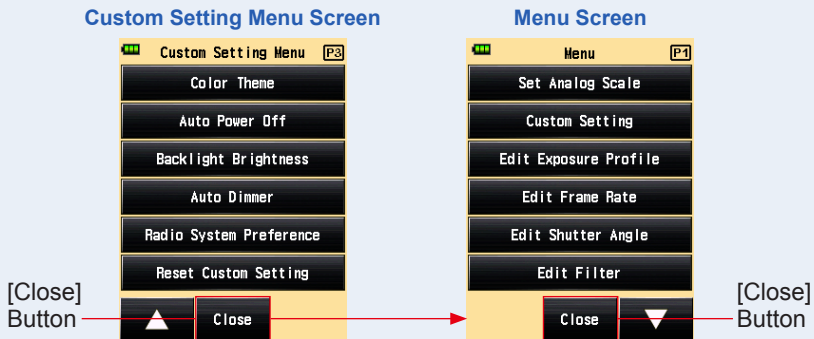 Custom Setting Menu Screen
Custom Setting Menu P3
Color Theme
Auto Power Off
Backlight Brightness
Auto Dimmer
Radio System Preference
Reset Custom Setting
Close
[Close]
Button
Menu Screen
Menu P1
Set Analog Scale
Custom Setting
Edit Exposure Profile
Edit Frame Rate
Edit Shutter Angle
Edit Filter
Close
[Close]
Button